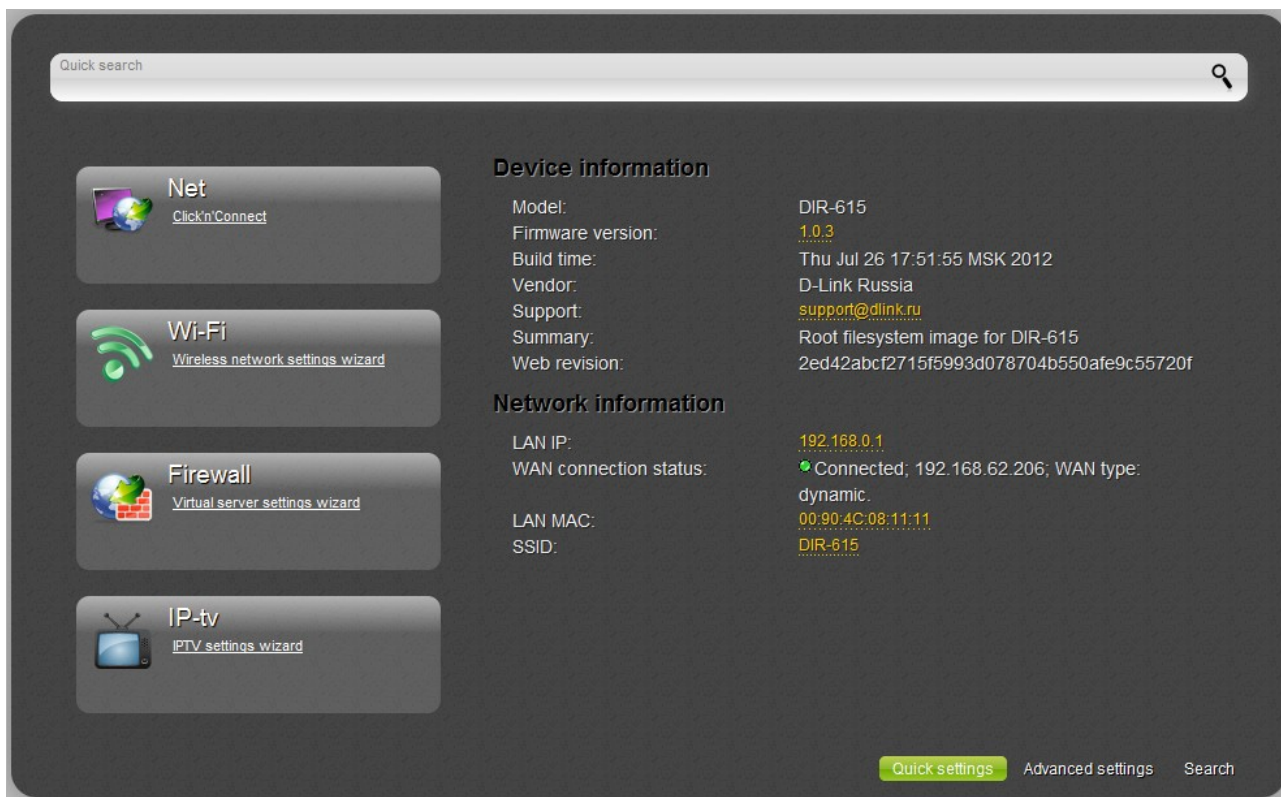 Quick search
Net
Click'n'Connect
Wi-Fi
Wireless network settings wizard
Firewall
Virtual server settings wizard
IP-tv
IPTV settings wizard
Device information
Model: DIR-615
Firmware version: 1.0.3
Build time: Thu Jul 26 17:51:55 MSK 2012
Vendor: D-Link Russia
Support: support@dlink.ru
Summary: Root filesystem image for DIR-615
Web revision: 2ed42abcf2715f5993d078704b550afe9c55720f
Network information
LAN IP: 192.168.0.1
WAN connection status: Connected; 192.168.62.206; WAN type:
dynamic.
LAN MAC: 00:90:4C:08:11:11
SSID: DIR-615
Quick settings Advanced settings Search